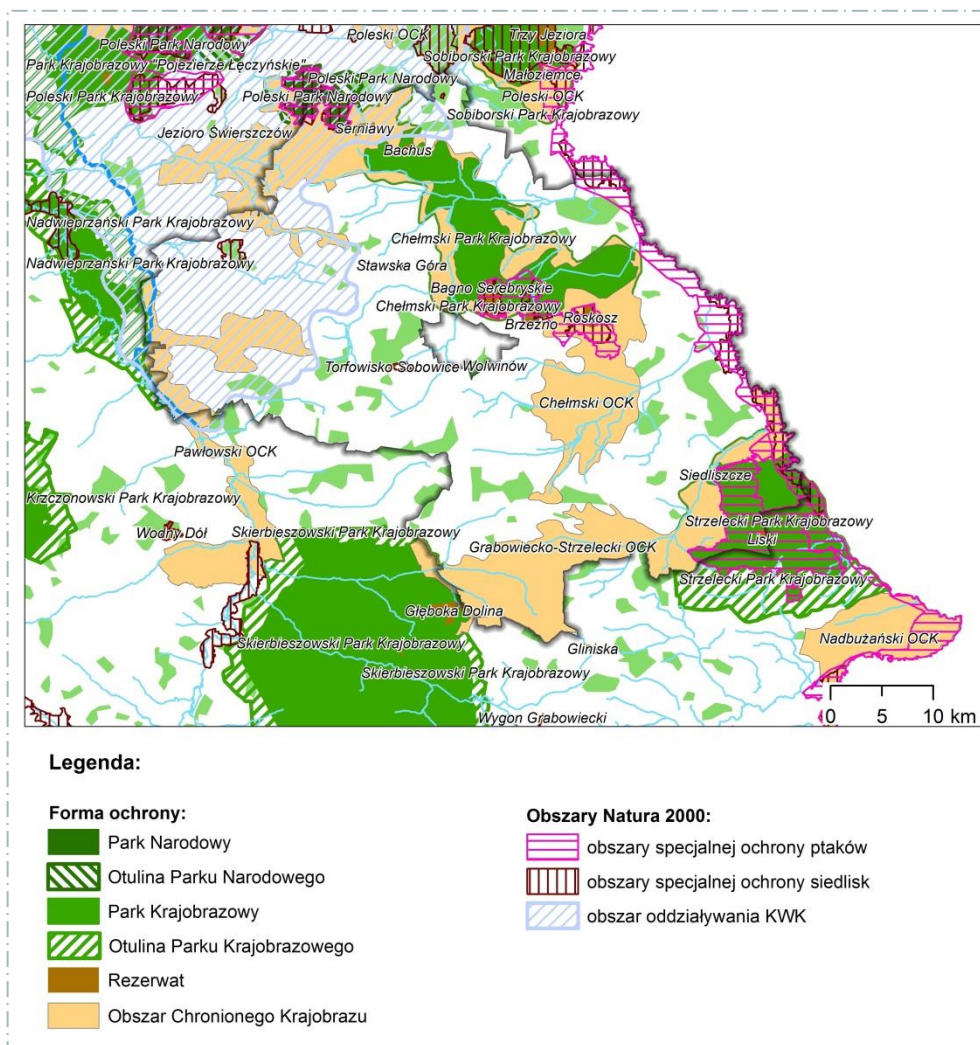 Poleski OCK
Trzy Jeziora
Poleski Park Narodowy
Sobiborski Park Krajobrazowy
Park Krajobrazowy "Pojezierze Łęczyńskie"
Poleski Park Narodowy
Małoziemce
Poleski Park Krajobrazowy
Poleski Park Narodowy
Poleski OCK
Sobiborski Park Krajobrazowy
Jezioro Świerszczów
Serniawy
Bachus
Nadwieprzański Park Krajobrazowy
Chełmski Park Krajobrazowy
Nadwieprzański Park Krajobrazowy
Stawska Góra
Bagno Serebryskie
Chełmski Park Krajobrazowy
Brzeźno
Roskosz
Torfowisko Sobowice
Wolwinów
Chełmski OCK
Pawłowski OCK
Siedliszcze
Krzczonowski Park Krajobrazowy
Strzelecki Park Krajobrazowy
Wodny Dół
Skierbieszowski Park Krajobrazowy
Liski
Grabowiecko-Strzelecki OCK
Strzelecki Park Krajobrazowy
Głęboka Dolina
Skierbieszowski Park Krajobrazowy
Gliniska
Nadbużański OCK
Skierbieszowski Park Krajobrazowy
Wygon Grabowiecki
0 5 10 km
Legenda:
Forma ochrony:
Park Narodowy
Otulina Parku Narodowego
Park Krajobrazowy
Otulina Parku Krajobrazowego
Rezerwat
Obszar Chronionego Krajobrazu
Obszary Natura 2000:
obszary specjalnej ochrony ptaków
obszary specjalnej ochrony siedlisk
obszar oddziaływania KWK